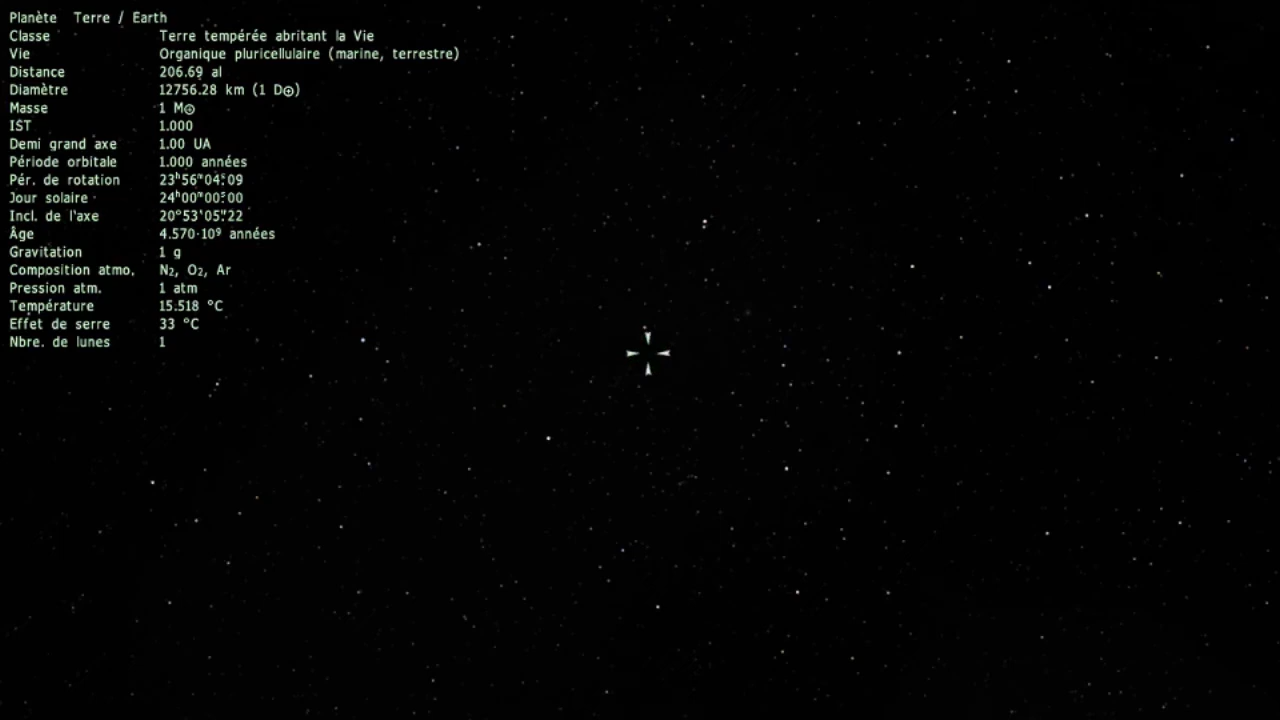 Planète Terre / Earth
Classe Terre tempérée abritant la Vie
Vie Organique pluricellulaire (marine, terrestre)
Distance 206.69 al
Diamètre 12756.28 km (1 D⊕)
Masse 1 M⊕
IST 1.000
Demi grand axe 1.00 UA
Période orbitale 1.000 années
Pér. de rotation 23ʰ56ᵐ04ˢ.09
Jour solaire 24ʰ00ᵐ00ˢ.00
Incl. de l'axe 20°53'05".22
Âge 4.570·10⁹ années
Gravitation 1 g
Composition atmo. N₂, O₂, Ar
Pression atm. 1 atm
Température 15.518 °C
Effet de serre 33 °C
Nbre. de lunes 1